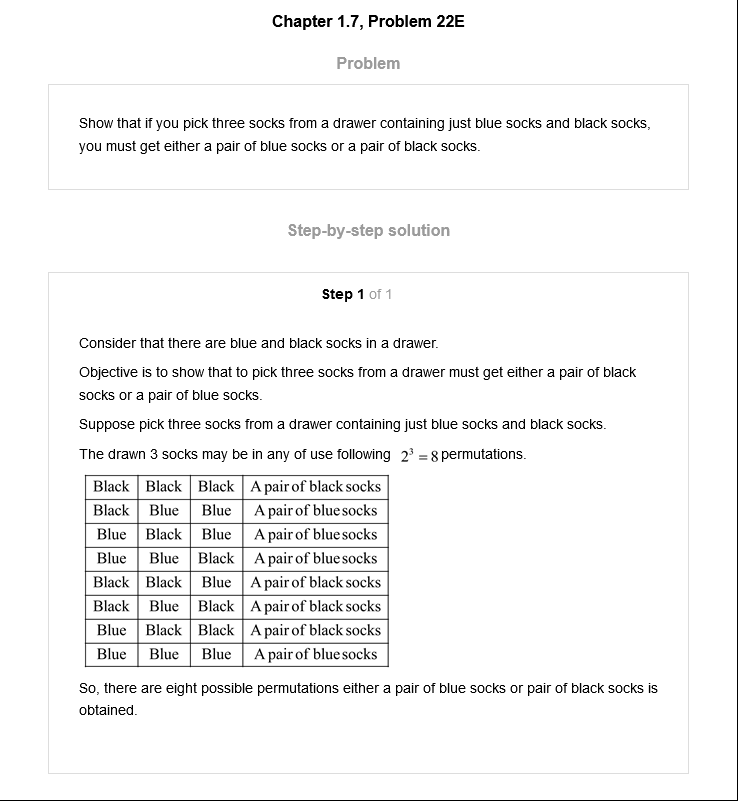 Chapter 1.7, Problem 22E
Problem
Show that if you pick three socks from a drawer containing just blue socks and black socks,
you must get either a pair of blue socks or a pair of black socks.
Step-by-step solution
Step 1 of 1
Consider that there are blue and black socks in a drawer.
Objective is to show that to pick three socks from a drawer must get either a pair of black
socks or a pair of blue socks.
Suppose pick three socks from a drawer containing just blue socks and black socks.
The drawn 3 socks may be in any of use following 2³ = 8 permutations.
Black Black Black A pair of black socks
Black Blue Blue A pair of blue socks
Blue Black Blue A pair of blue socks
Blue Blue Black A pair of blue socks
Black Black Blue A pair of black socks
Black Blue Black A pair of black socks
Blue Black Black A pair of black socks
Blue Blue Blue A pair of blue socks
So, there are eight possible permutations either a pair of blue socks or pair of black socks is
obtained.